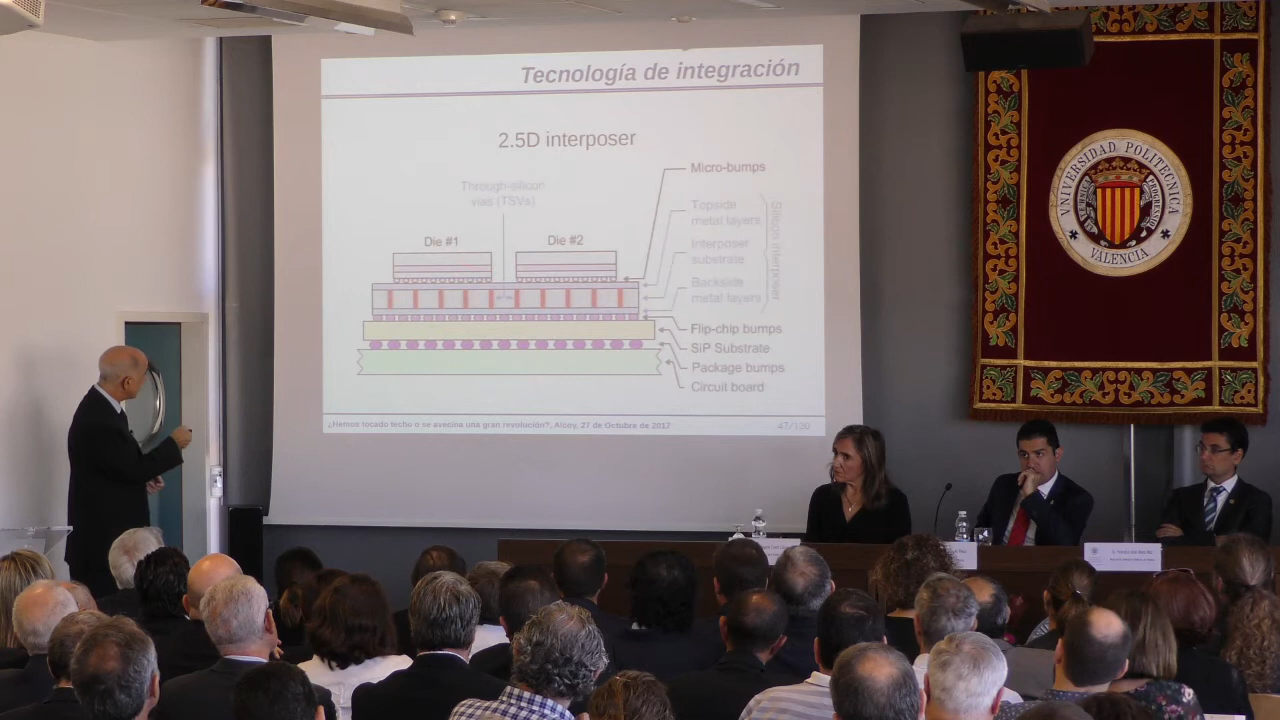 Tecnología de integración
2.5D interposer
Micro-bumps
Through-silicon
vias (TSVs)
Topside
metal layers
Silicon interposer
Die #1
Die #2
Interposer
substrate
Backside
metal layers
Flip-chip bumps
SiP Substrate
Package bumps
Circuit board
¿Hemos tocado techo o se avecina una gran revolución?, Alcoy, 27 de Octubre de 2017
47/120
UNIVERSIDAD POLITECNICA
VALENCIA